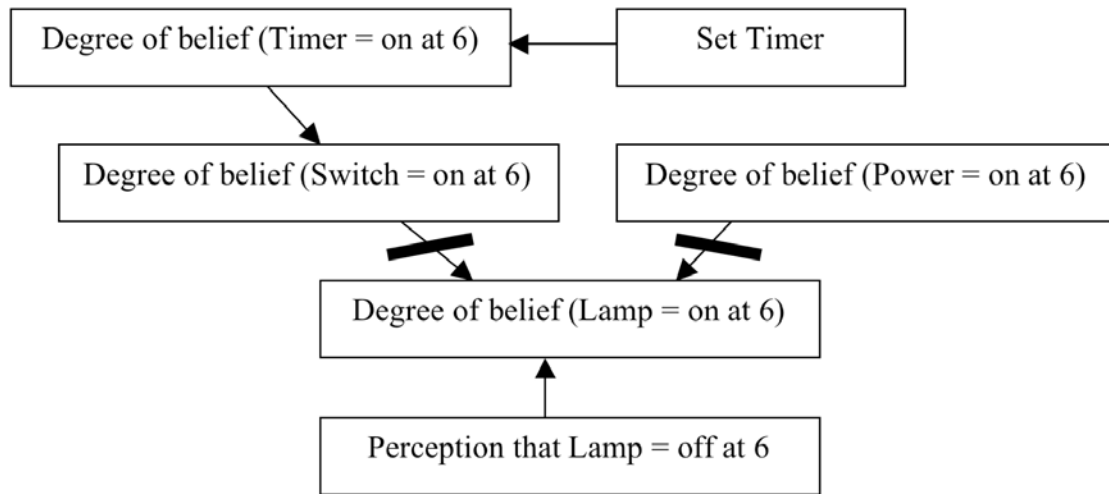 Degree of belief (Timer = on at 6)
Set Timer
Degree of belief (Switch = on at 6)
Degree of belief (Power = on at 6)
Degree of belief (Lamp = on at 6)
Perception that Lamp = off at 6